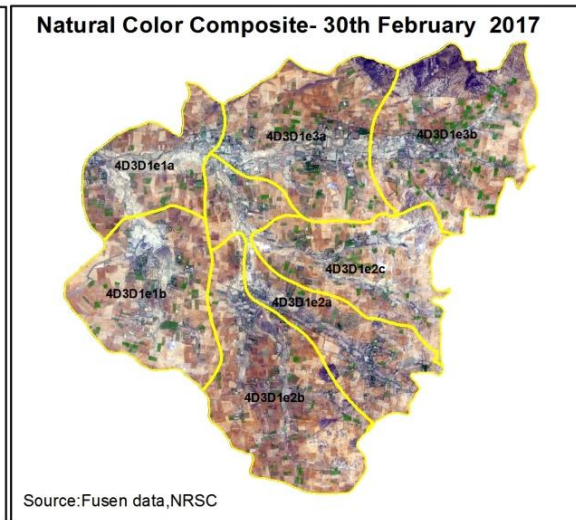 Natural Color Composite- 30th February  2017
4D3D1e3a
4D3D1e3b
4D3D1e1a
4D3D1e2c
4D3D1e1b
4D3D1e2a
4D3D1e2b
Source:Fusen data,NRSC